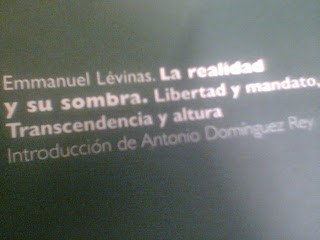 Emmanuel Lévinas. La realidad
y su sombra. Libertad y mandato,
Transcendencia y altura
Introducción de Antonio Domínguez Rey